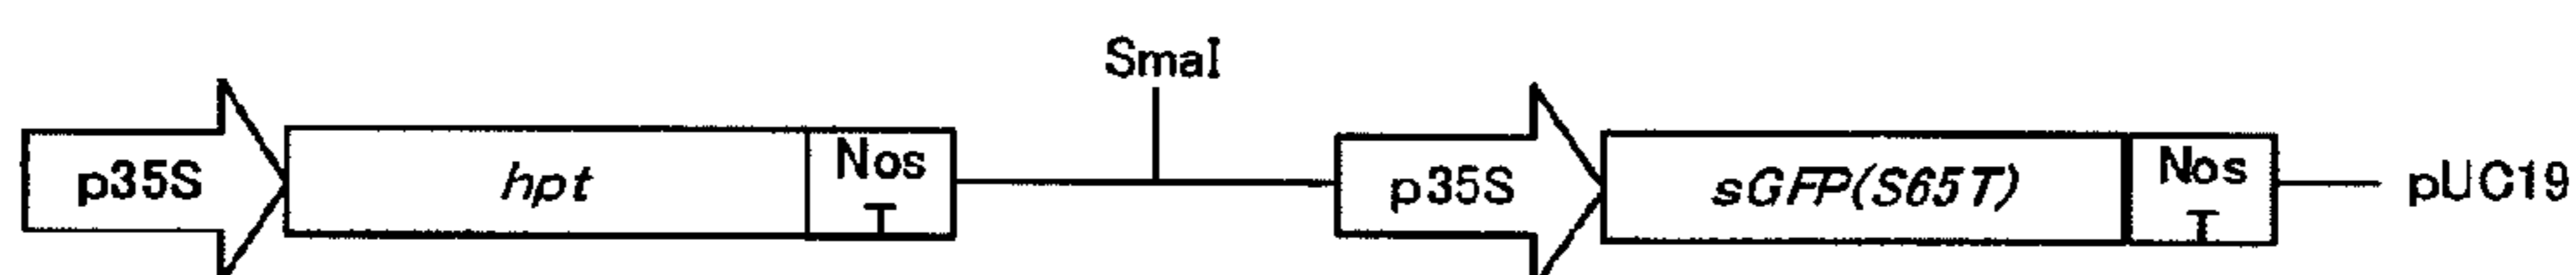 SmaI
p35S hpt Nos T p35S sGFP(S65T) Nos T pUC19